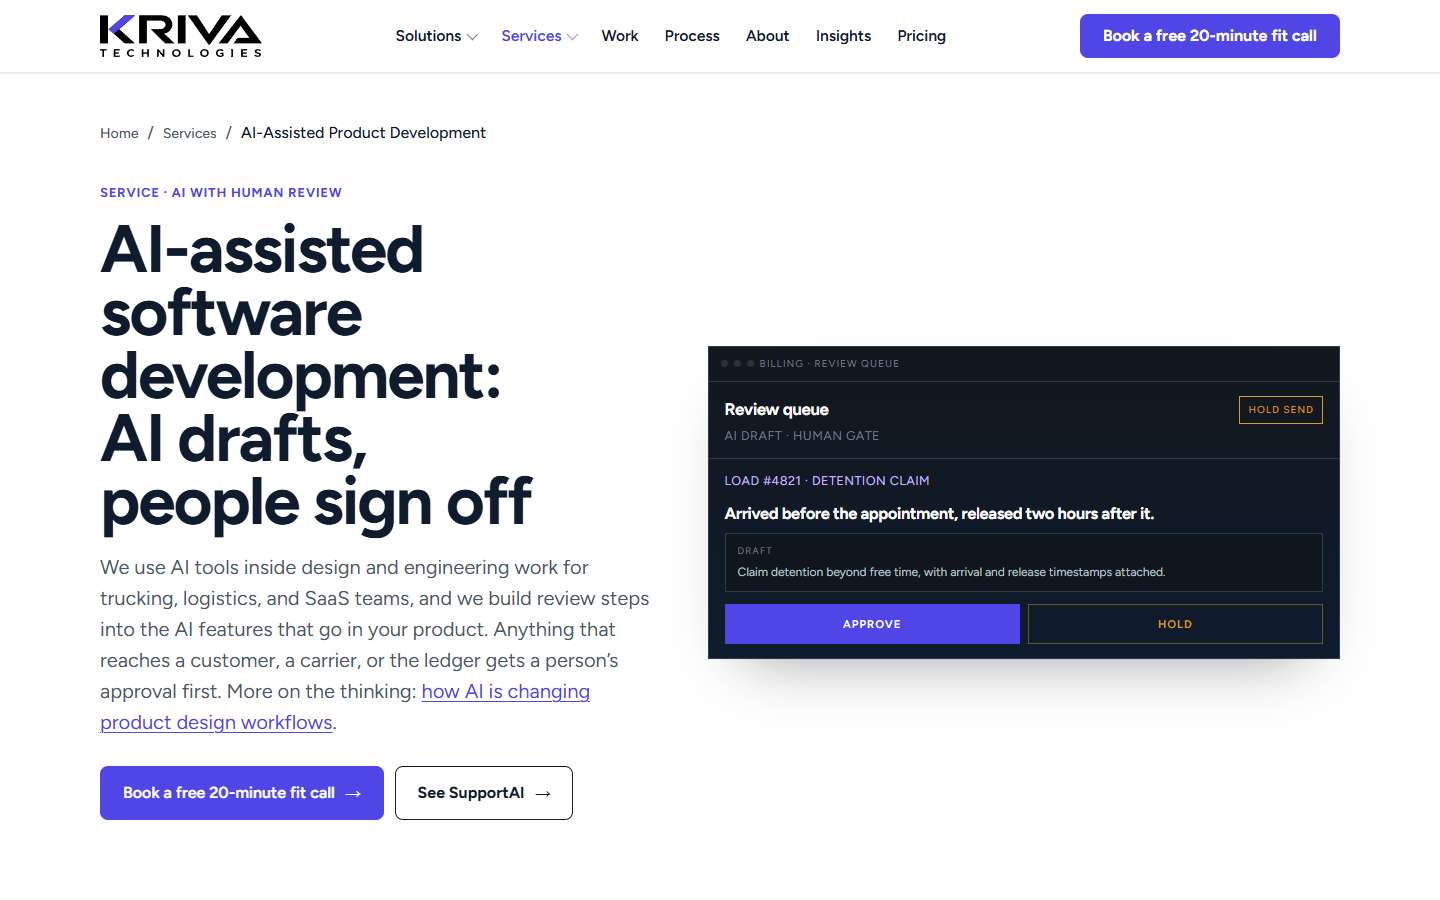 KRIVA
TECHNOLOGIES
Solutions
Services
Work
Process
About
Insights
Pricing
Book a free 20-minute fit call
Home / Services / AI-Assisted Product Development
SERVICE · AI WITH HUMAN REVIEW
AI-assisted
software
development:
AI drafts,
people sign off
We use AI tools inside design and engineering work for
trucking, logistics, and SaaS teams, and we build review steps
into the AI features that go in your product. Anything that
reaches a customer, a carrier, or the ledger gets a person’s
approval first. More on the thinking: how AI is changing
product design workflows.
Book a free 20-minute fit call →
See SupportAI →
BILLING · REVIEW QUEUE
Review queue
HOLD SEND
AI DRAFT · HUMAN GATE
LOAD #4821 · DETENTION CLAIM
Arrived before the appointment, released two hours after it.
DRAFT
Claim detention beyond free time, with arrival and release timestamps attached.
APPROVE
HOLD